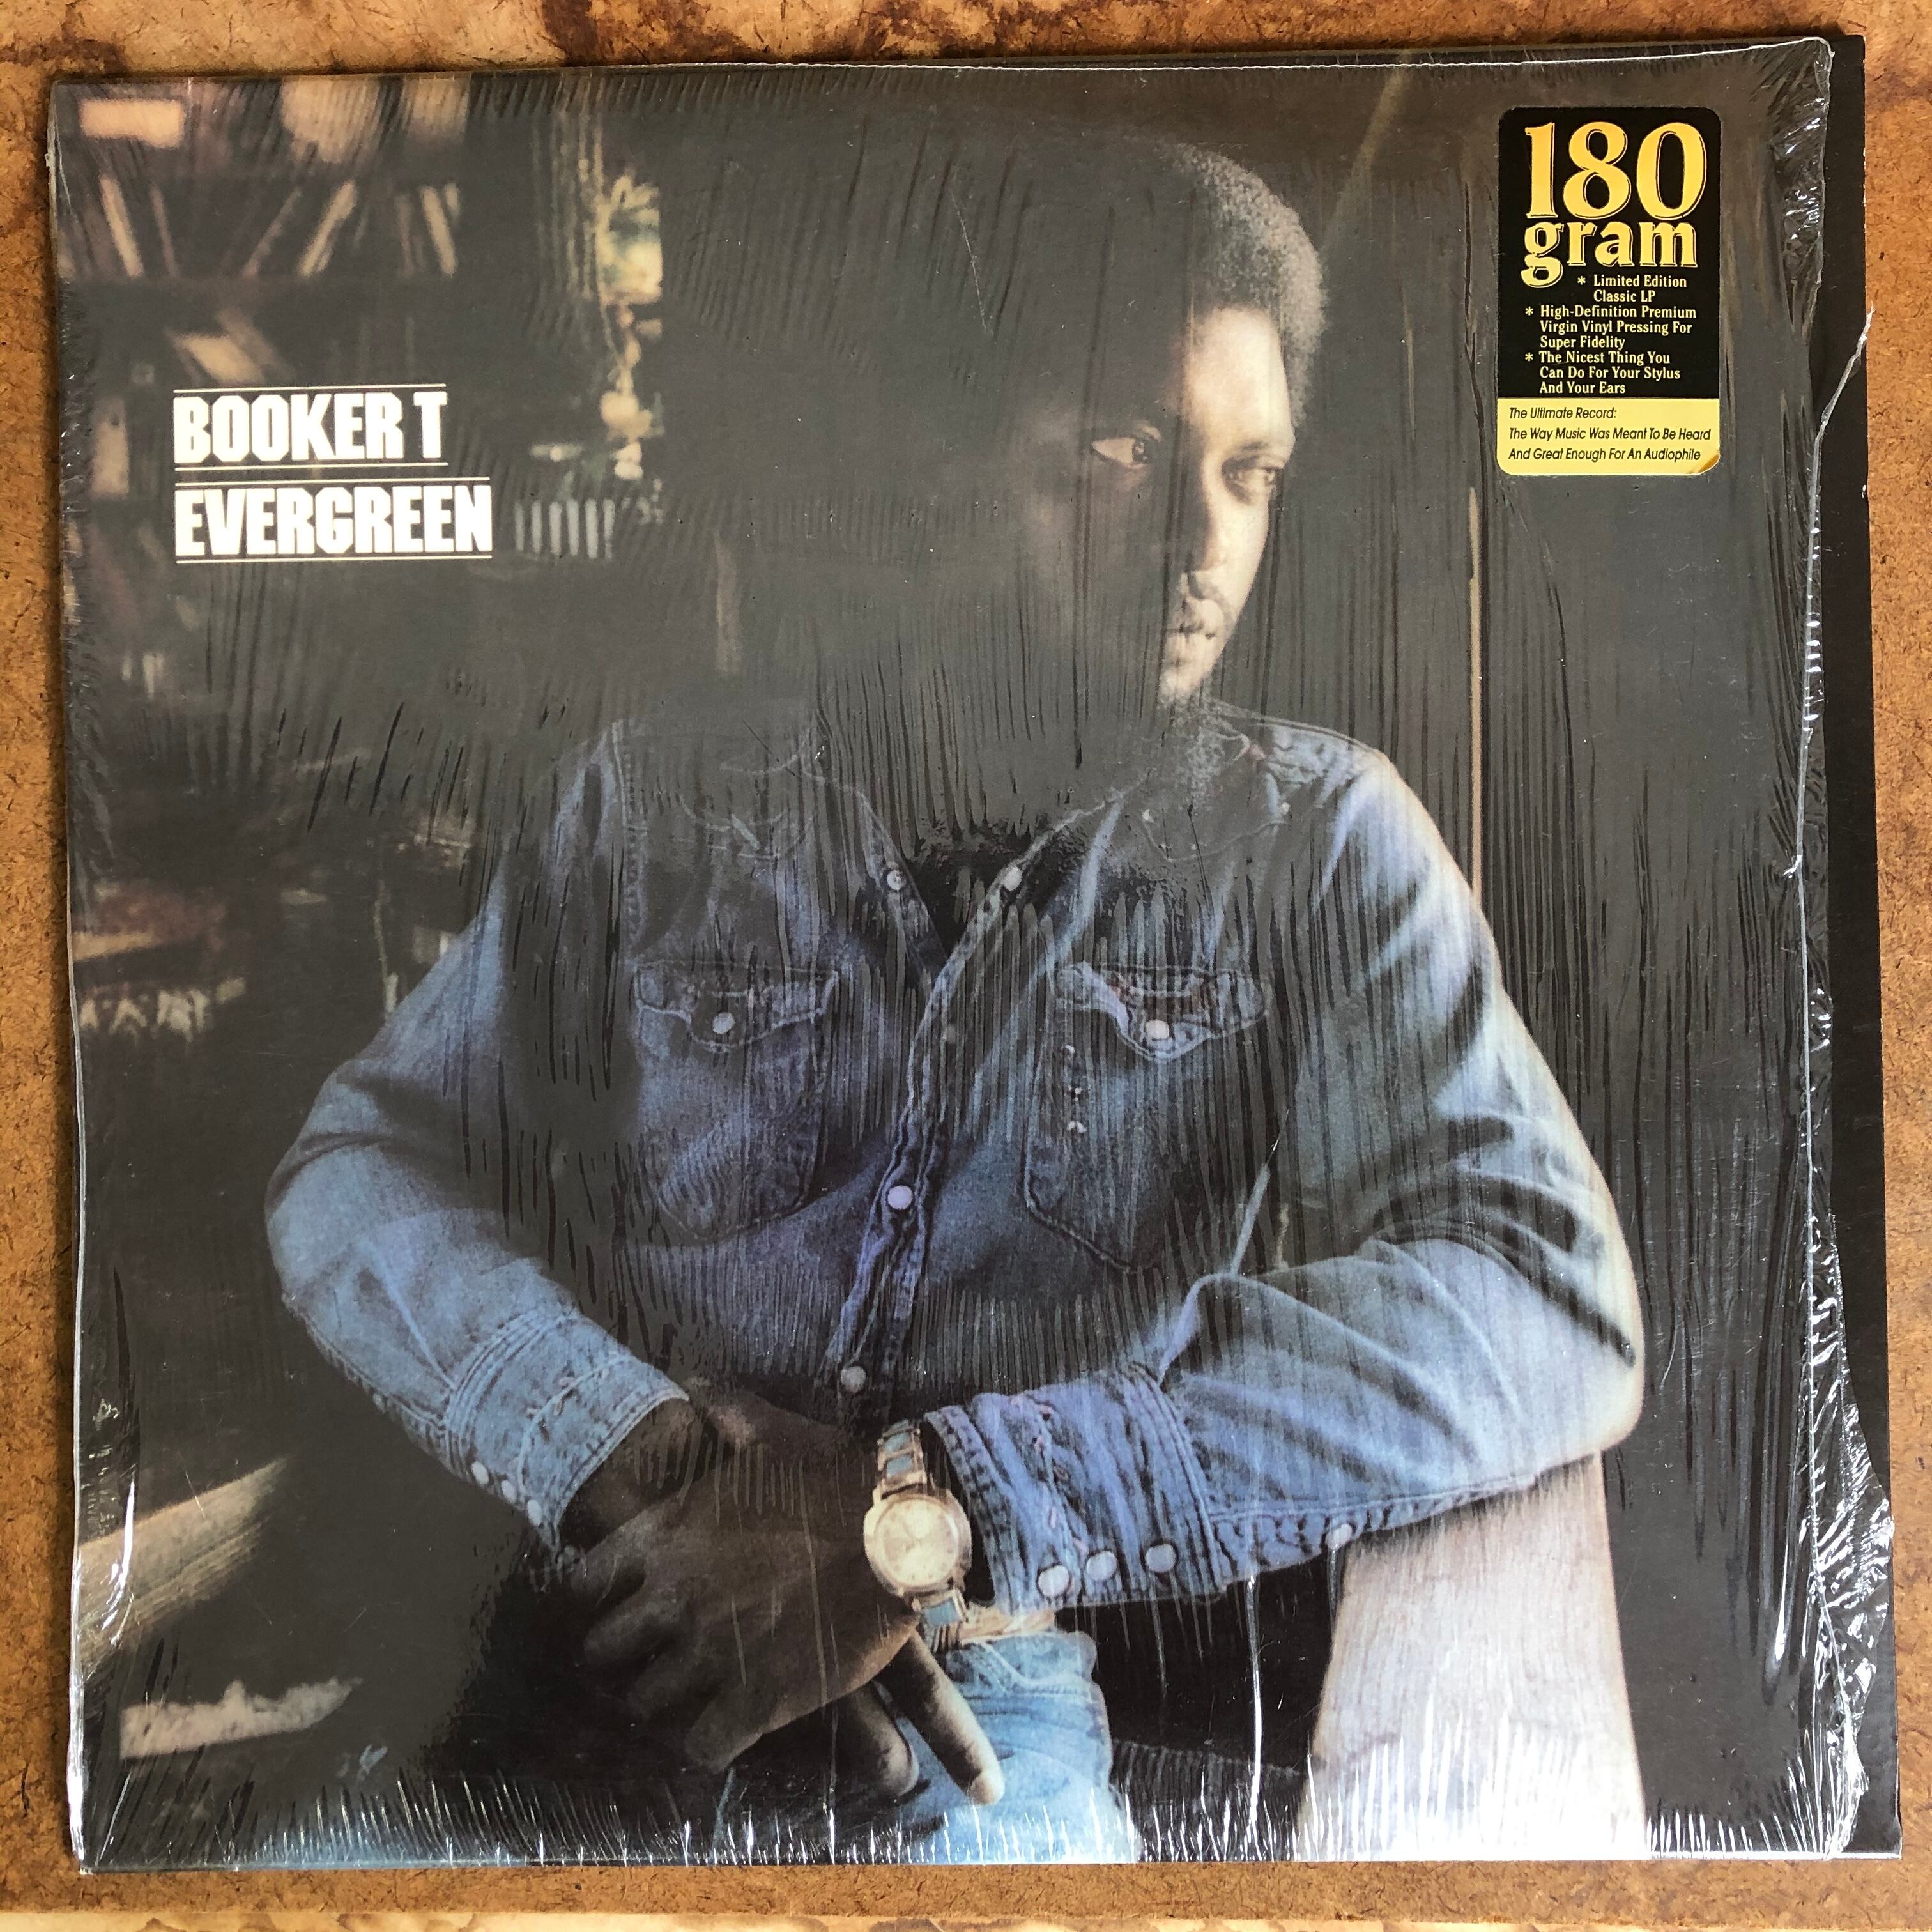 BOOKER T
EVERGREEN
180
gram
* Limited Edition
Classic LP
* High-Definition Premium
Virgin Vinyl Pressing For
Super Fidelity
* The Nicest Thing You
Can Do For Your Stylus
And Your Ears
The Ultimate Record:
The Way Music Was Meant To Be Heard
And Great Enough For An Audiophile